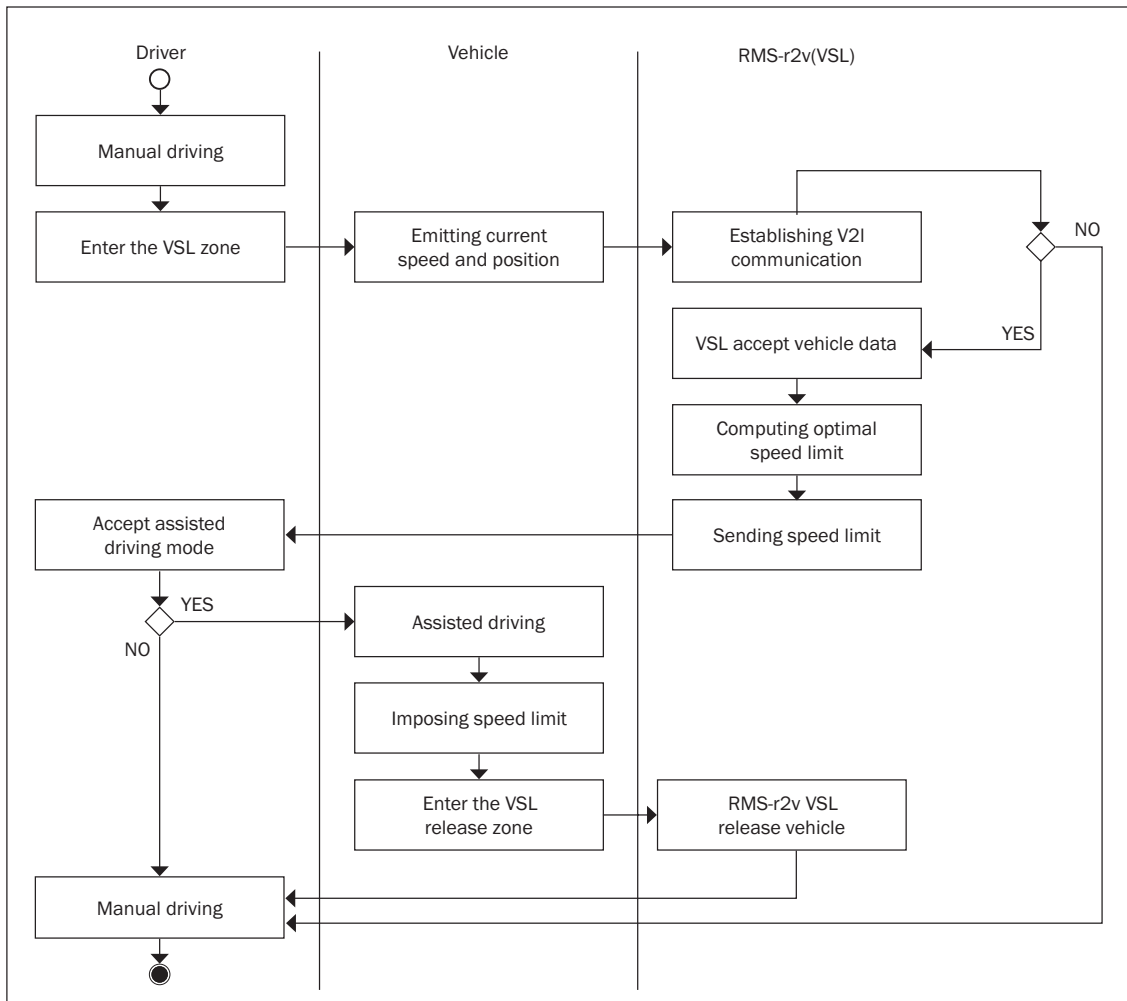 Driver
Vehicle
RMS-r2v(VSL)
Manual driving
Enter the VSL zone
Emitting current
speed and position
Establishing V2I
communication
NO
YES
VSL accept vehicle data
Computing optimal
speed limit
Sending speed limit
Accept assisted
driving mode
YES
NO
Assisted driving
Imposing speed limit
Enter the VSL
release zone
RMS-r2v VSL
release vehicle
Manual driving